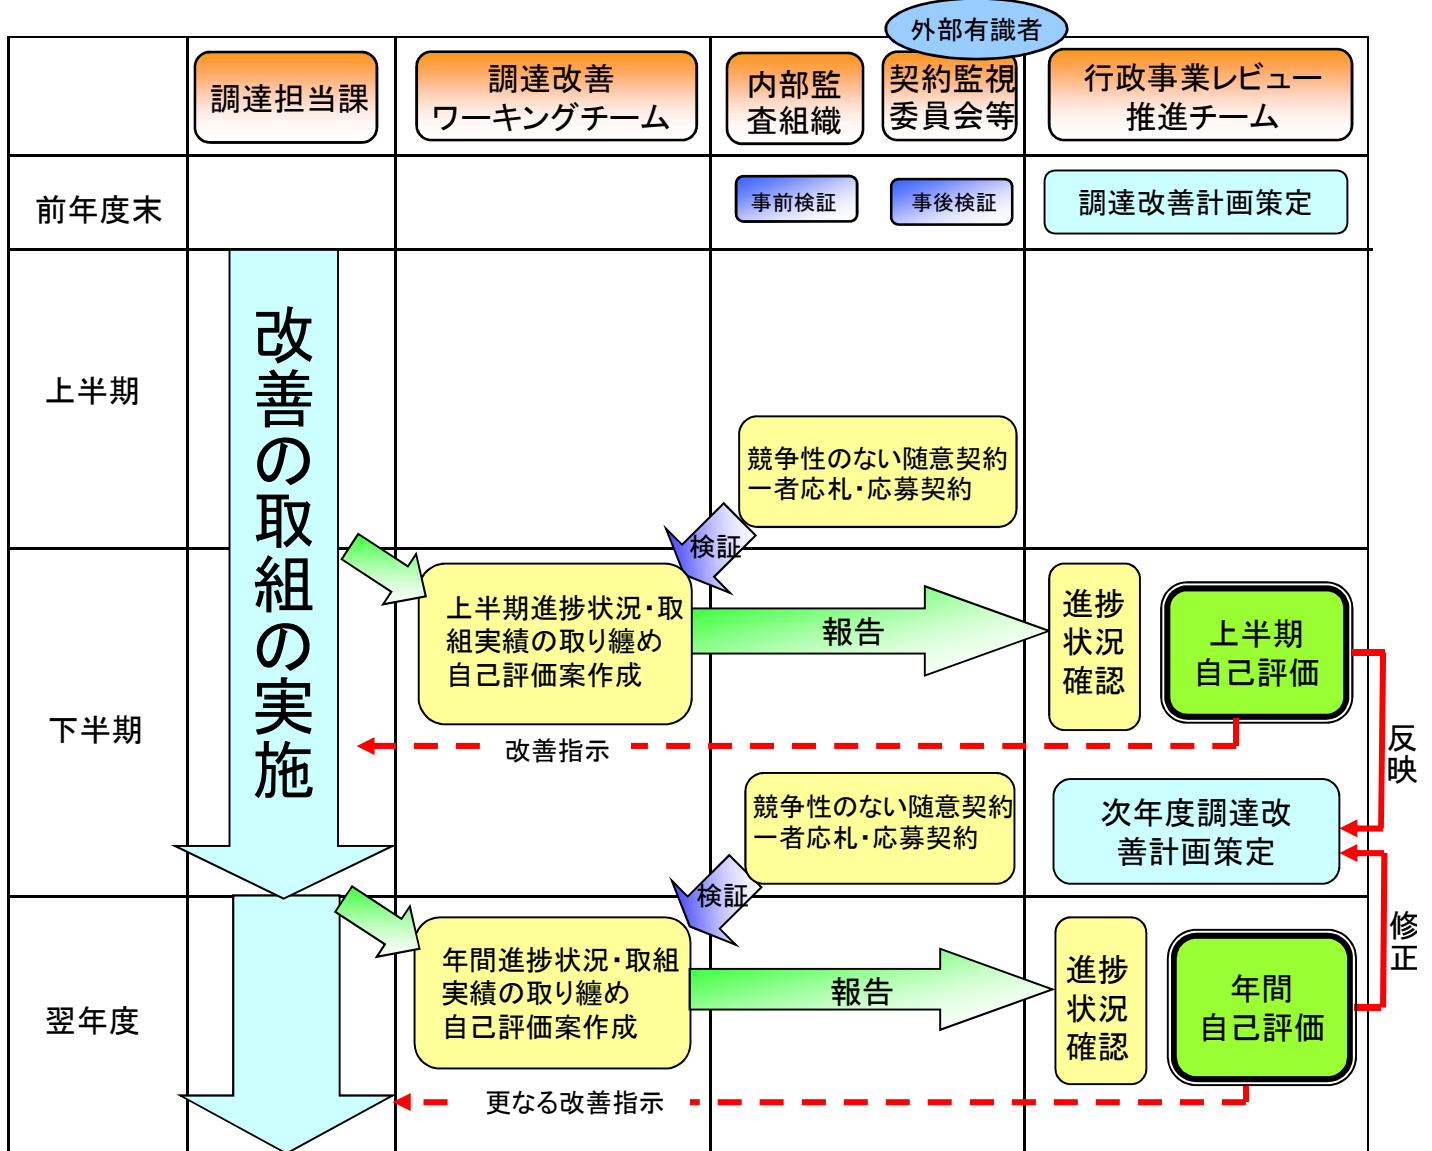 外部有識者
調達担当課
調達改善
ワーキングチーム
内部監
査組織
契約監視
委員会等
行政事業レビュー
推進チーム
前年度末
事前検証
事後検証
調達改善計画策定
上半期
改善の取組の実施
競争性のない随意契約
一者応札・応募契約
検証
下半期
上半期進捗状況・取
組実績の取り纏め
自己評価案作成
報告
進捗
状況
確認
上半期
自己評価
反映
改善指示
競争性のない随意契約
一者応札・応募契約
検証
次年度調達改
善計画策定
修正
翌年度
年間進捗状況・取組
実績の取り纏め
自己評価案作成
報告
進捗
状況
確認
年間
自己評価
更なる改善指示